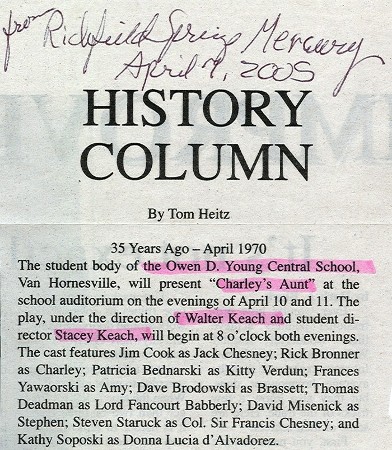 from Richfield Springs Mercury
April 7, 2005
HISTORY
COLUMN
By Tom Heitz
35 Years Ago – April 1970
The student body of the Owen D. Young Central School,
Van Hornesville, will present “Charley’s Aunt” at the
school auditorium on the evenings of April 10 and 11. The
play, under the direction of Walter Keach and student di-
rector Stacey Keach, will begin at 8 o’clock both evenings.
The cast features Jim Cook as Jack Chesney; Rick Bronner
as Charley; Patricia Bednarski as Kitty Verdun; Frances
Yaworski as Amy; Dave Brodowski as Brassett; Thomas
Deadman as Lord Fancourt Babberly; David Misenick as
Stephen; Steven Staruck as Col. Sir Francis Chesney; and
Kathy Soposki as Donna Lucia d’Alvadorez.